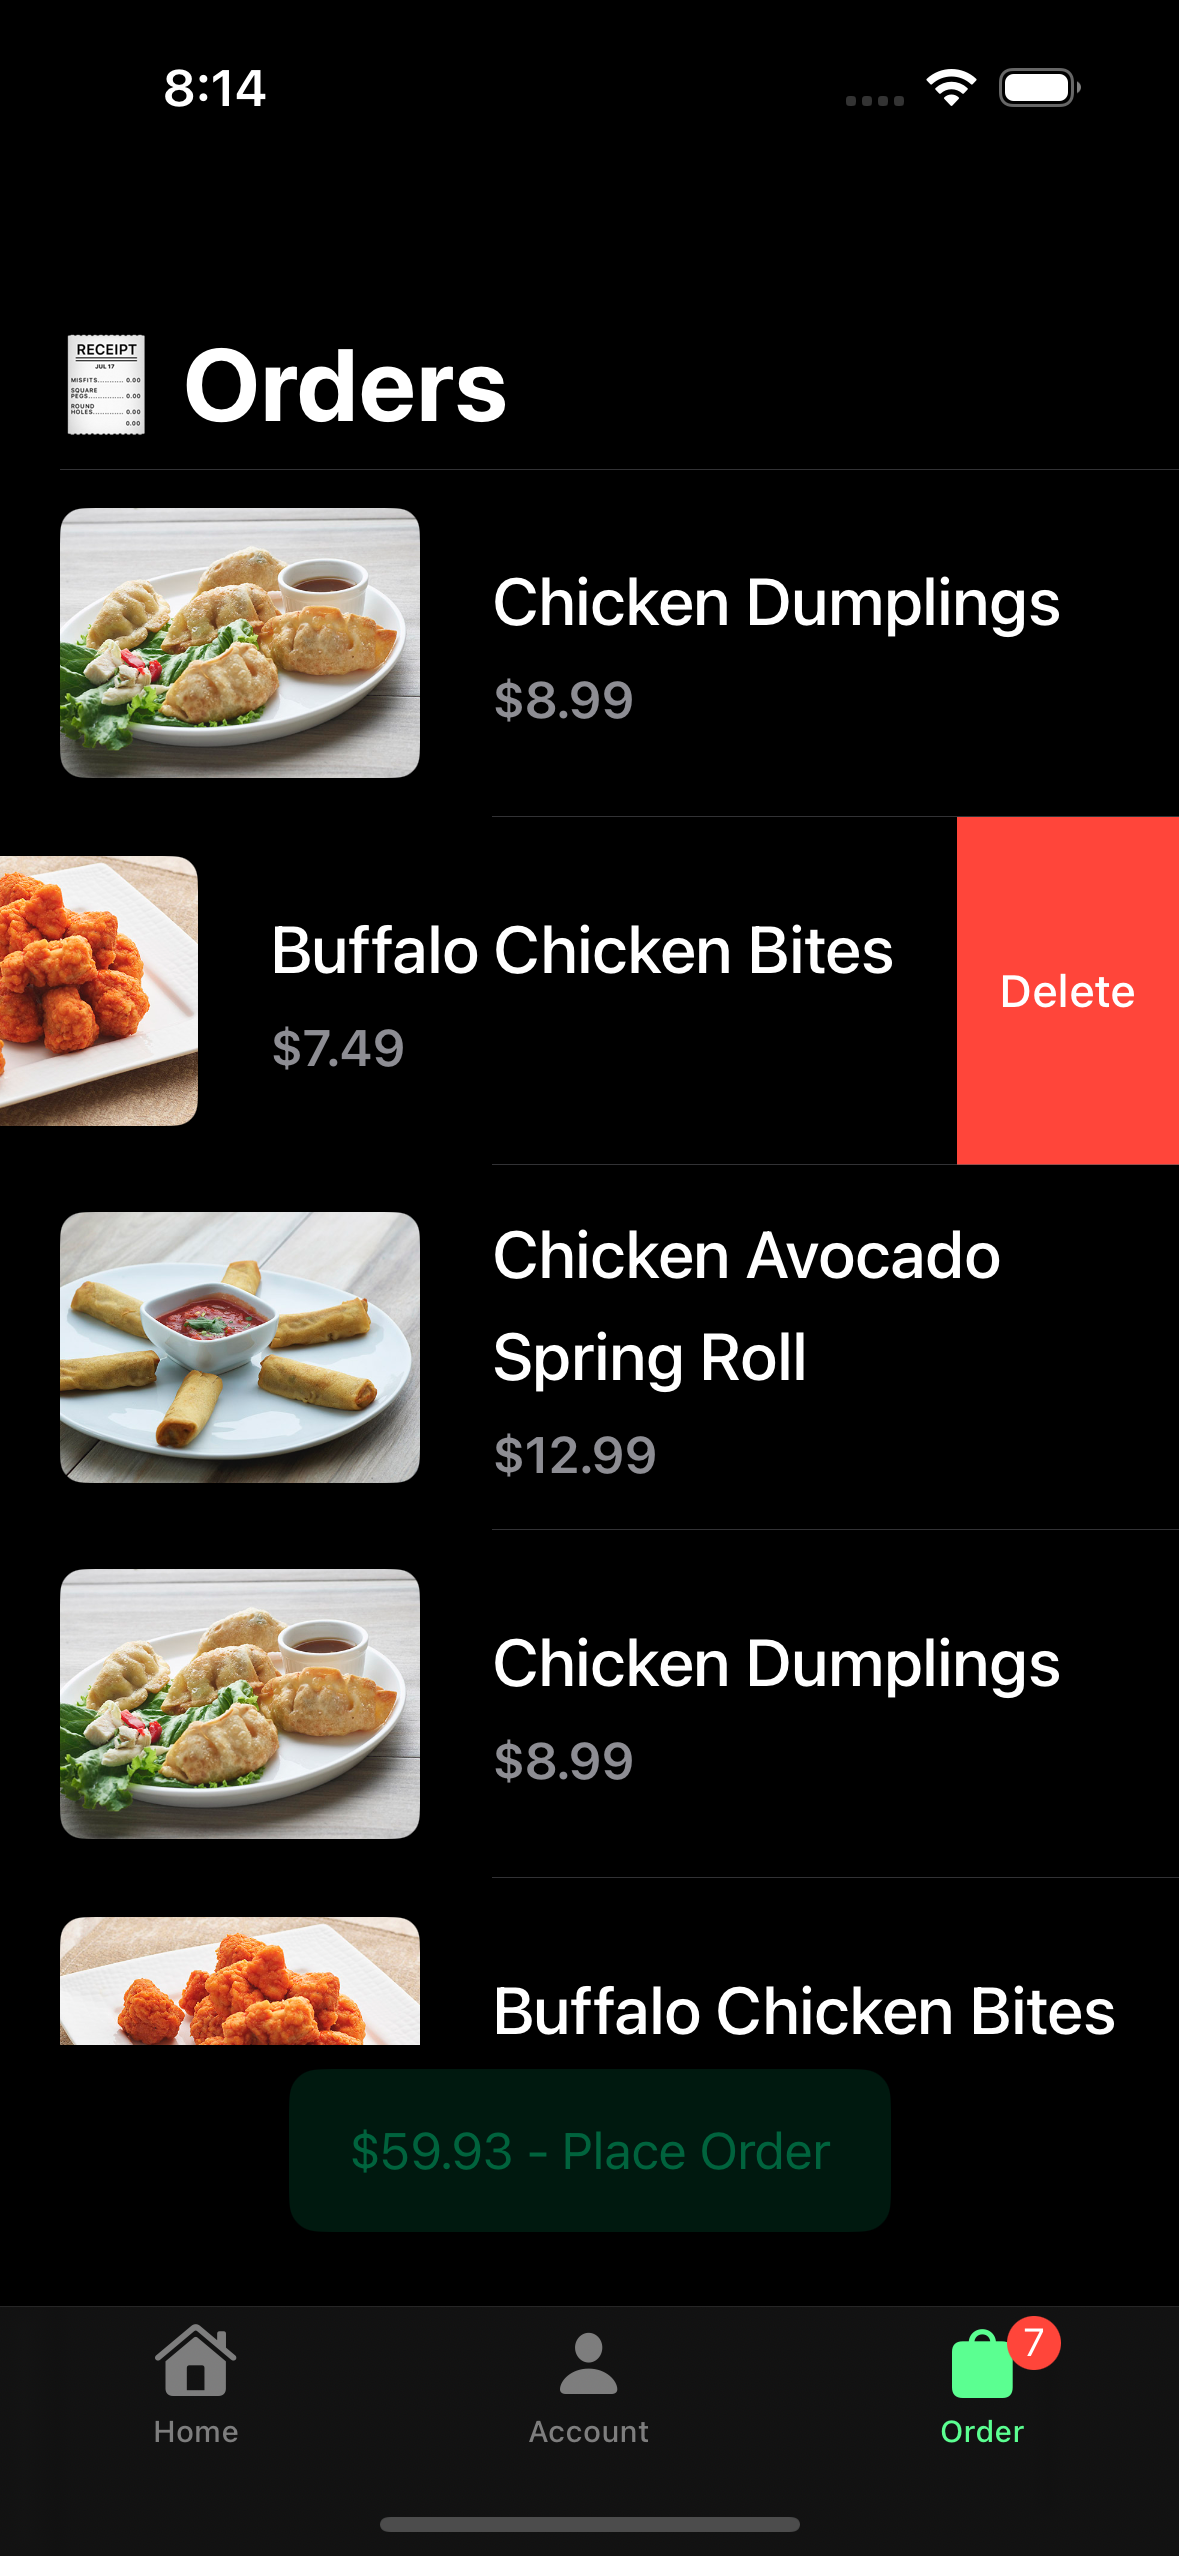 8:14
RECEIPT
JUL 17
MISFITS........... 0.00
SQUARE
PEGS.............. 0.00
ROUND
HOLES............. 0.00
0.00
Orders
Chicken Dumplings
$8.99
Buffalo Chicken Bites
$7.49
Delete
Chicken Avocado
Spring Roll
$12.99
Chicken Dumplings
$8.99
Buffalo Chicken Bites
$59.93 - Place Order
7
Home
Account
Order